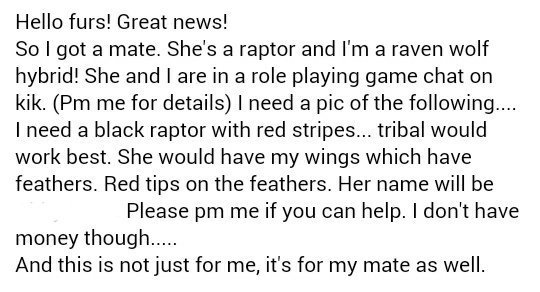 Hello furs! Great news!
So I got a mate. She's a raptor and I'm a raven wolf
hybrid! She and I are in a role playing game chat on
kik. (Pm me for details) I need a pic of the following....
I need a black raptor with red stripes... tribal would
work best. She would have my wings which have
feathers. Red tips on the feathers. Her name will be
Please pm me if you can help. I don't have
money though.....
And this is not just for me, it's for my mate as well.